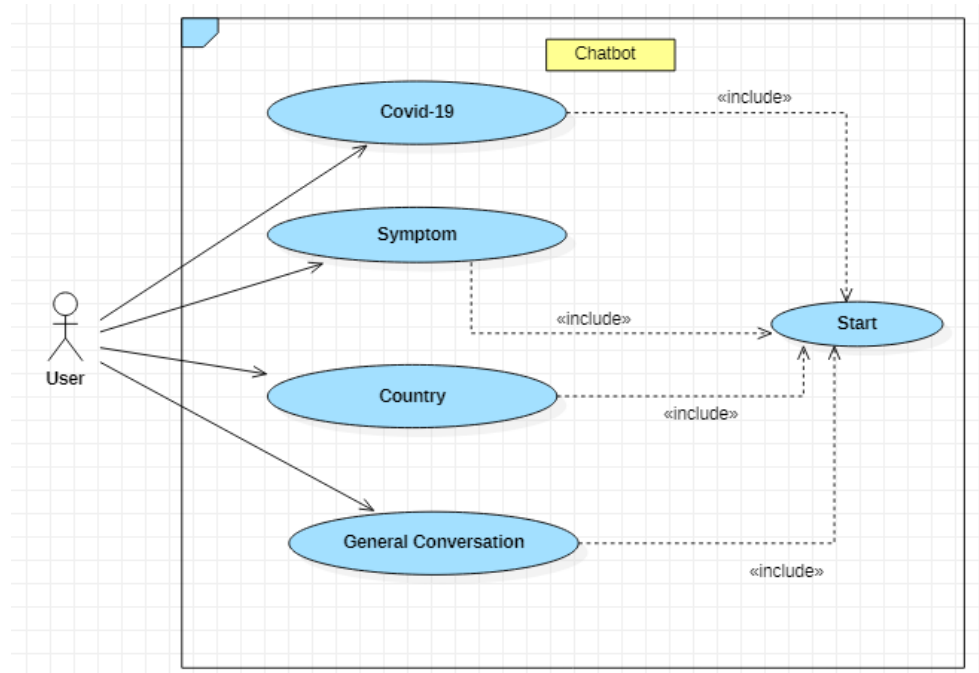 Chatbot
Covid-19
«include»
Symptom
«include»
Start
User
Country
«include»
General Conversation
«include»